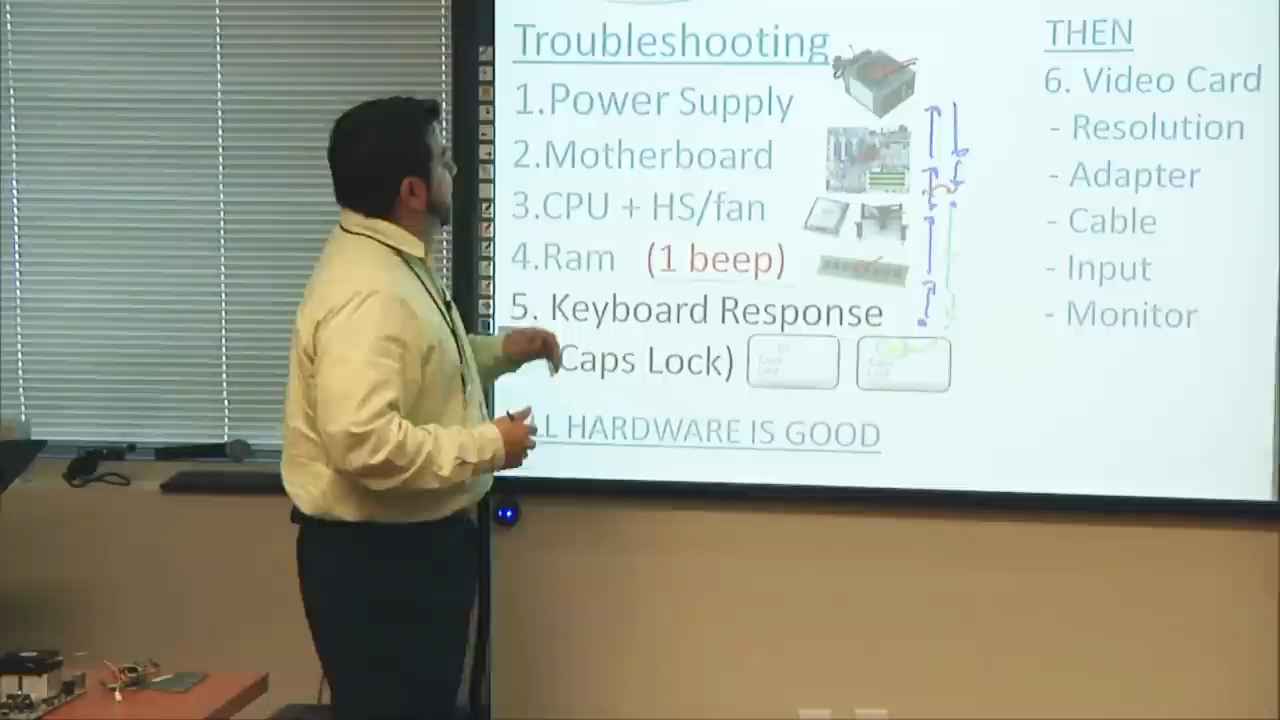 Troubleshooting
1.Power Supply
2.Motherboard
3.CPU + HS/fan
4.Ram (1 beep)
5. Keyboard Response
Caps Lock)
LL HARDWARE IS GOOD
THEN
6. Video Card
- Resolution
- Adapter
- Cable
- Input
- Monitor